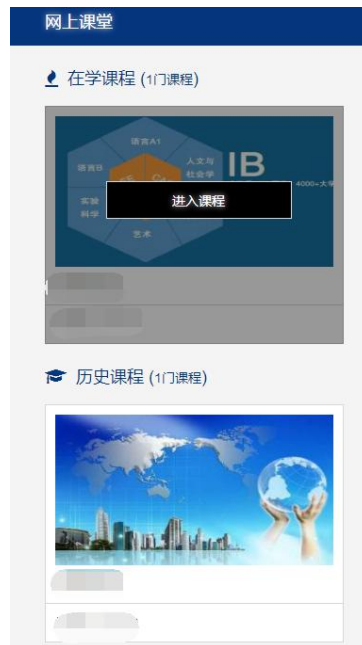 网上课堂
在学课程 (1门课程)
语言A1
语言B
人文与
社会学
IB
4000~大学
进入课程
实验
科学
艺术
历史课程 (1门课程)